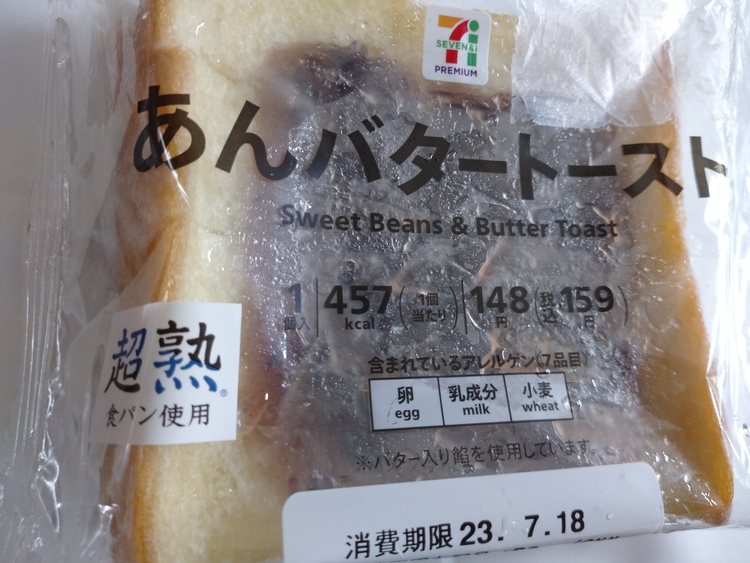 7i
SEVEN&i
PREMIUM
あんバタートースト
Sweet Beans & Butter Toast
1個入 457kcal(1個当たり) 148円(税込159円)
含まれているアレルゲン(7品目)
卵 乳成分 小麦
egg milk wheat
超熟®
食パン使用
※バター入り餡を使用しています。
消費期限 23. 7.18